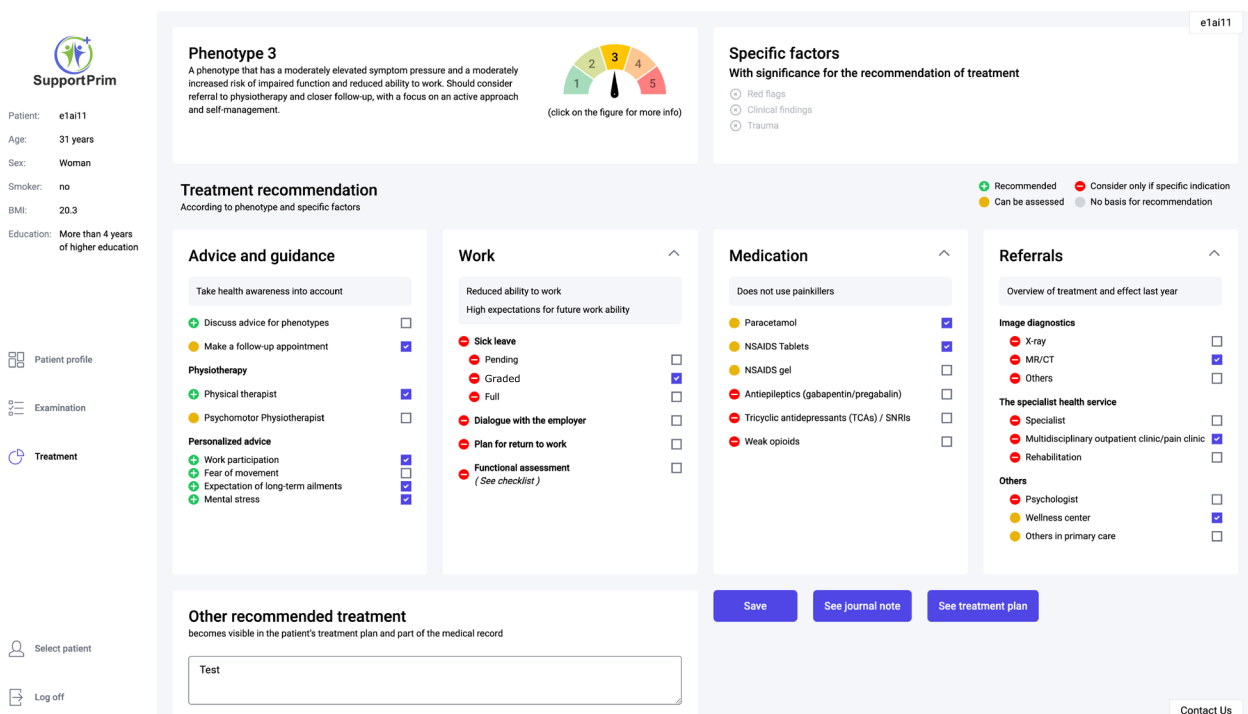 e1ai11
SupportPrim
Patient: e1ai11
Age: 31 years
Sex: Woman
Smoker: no
BMI: 20.3
Education: More than 4 years
of higher education
Patient profile
Examination
Treatment
Select patient
Log off
Phenotype 3
A phenotype that has a moderately elevated symptom pressure and a moderately
increased risk of impaired function and reduced ability to work. Should consider
referral to physiotherapy and closer follow-up, with a focus on an active approach
and self-management.
1
2
3
4
5
(click on the figure for more info)
Specific factors
With significance for the recommendation of treatment
Red flags
Clinical findings
Trauma
Treatment recommendation
According to phenotype and specific factors
Recommended
Consider only if specific indication
Can be assessed
No basis for recommendation
Advice and guidance
Take health awareness into account
Discuss advice for phenotypes
Make a follow-up appointment
Physiotherapy
Physical therapist
Psychomotor Physiotherapist
Personalized advice
Work participation
Fear of movement
Expectation of long-term ailments
Mental stress
Work
Reduced ability to work
High expectations for future work ability
Sick leave
Pending
Graded
Full
Dialogue with the employer
Plan for return to work
Functional assessment
( See checklist )
Medication
Does not use painkillers
Paracetamol
NSAIDS Tablets
NSAIDS gel
Antiepileptics (gabapentin/pregabalin)
Tricyclic antidepressants (TCAs) / SNRIs
Weak opioids
Referrals
Overview of treatment and effect last year
Image diagnostics
X-ray
MR/CT
Others
The specialist health service
Specialist
Multidisciplinary outpatient clinic/pain clinic
Rehabilitation
Others
Psychologist
Wellness center
Others in primary care
Other recommended treatment
becomes visible in the patient's treatment plan and part of the medical record
Test
Save
See journal note
See treatment plan
Contact Us